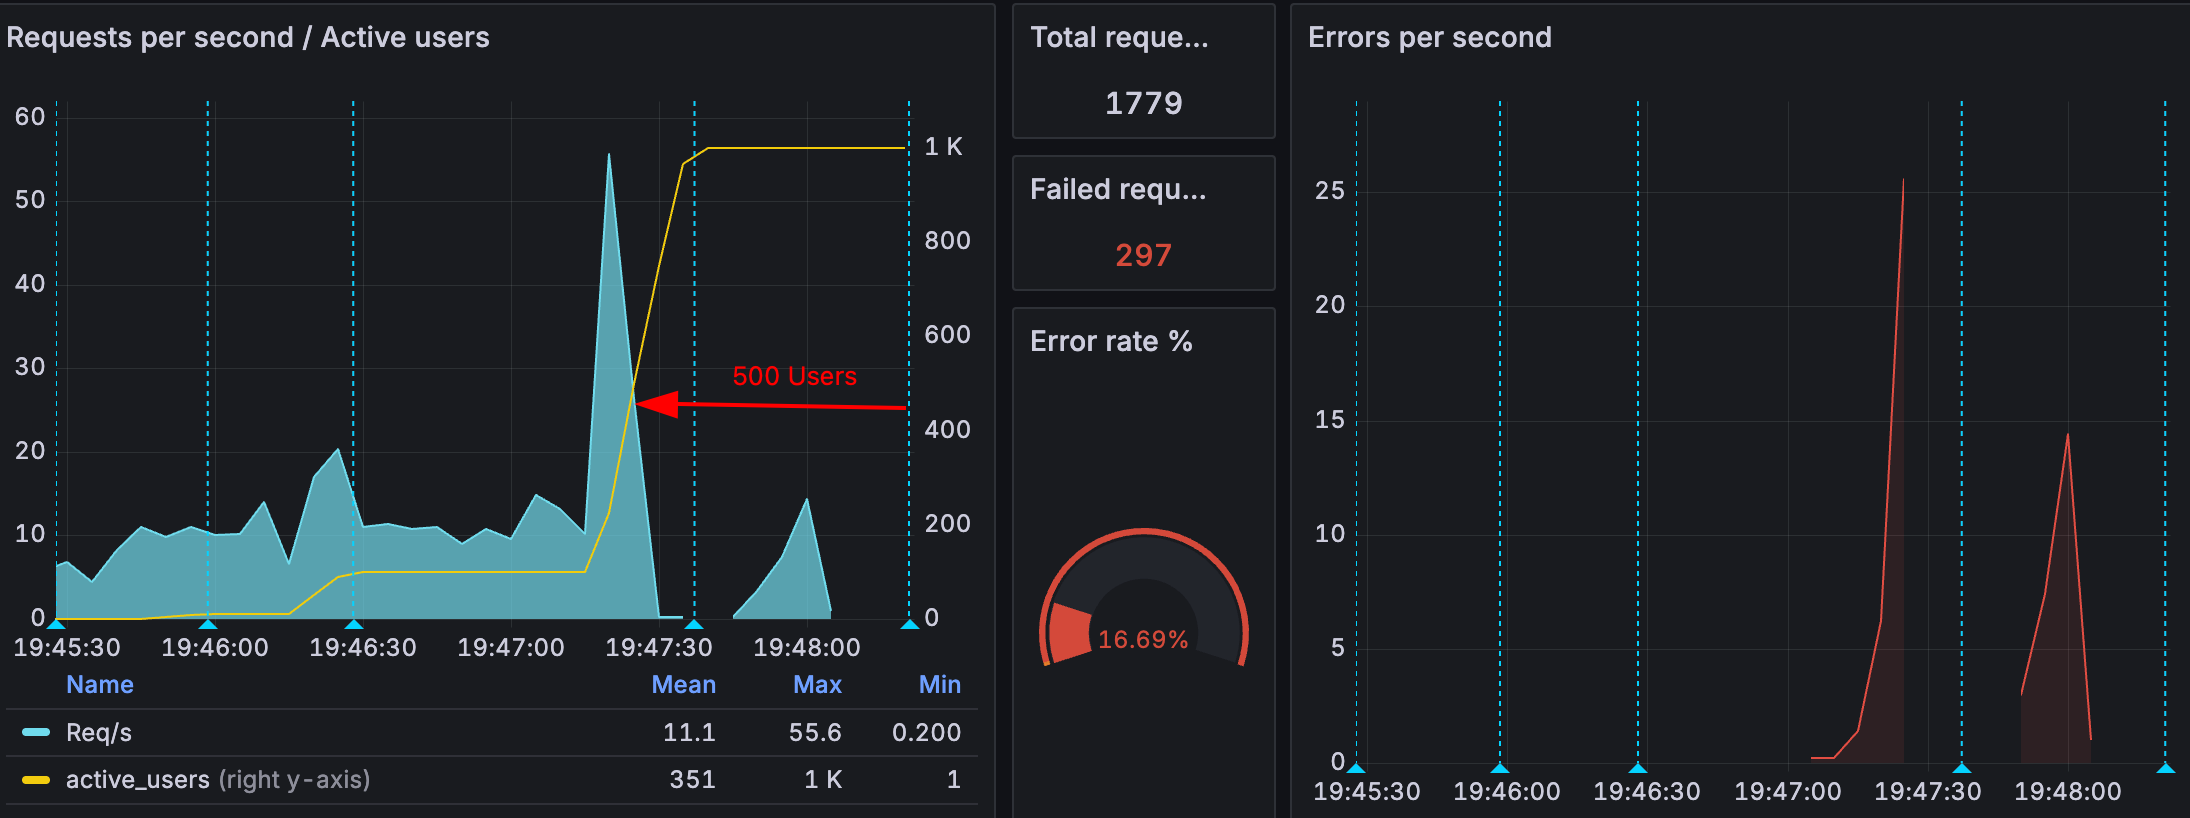 Requests per second / Active users
60
50
40
30
20
10
0
1 K
800
600
400
200
0
500 Users
19:45:30 19:46:00 19:46:30 19:47:00 19:47:30 19:48:00
Name Mean Max Min
Req/s 11.1 55.6 0.200
active_users (right y-axis) 351 1 K 1
Total reque...
1779
Failed requ...
297
Error rate %
16.69%
Errors per second
25
20
15
10
5
0
19:45:30 19:46:00 19:46:30 19:47:00 19:47:30 19:48:00